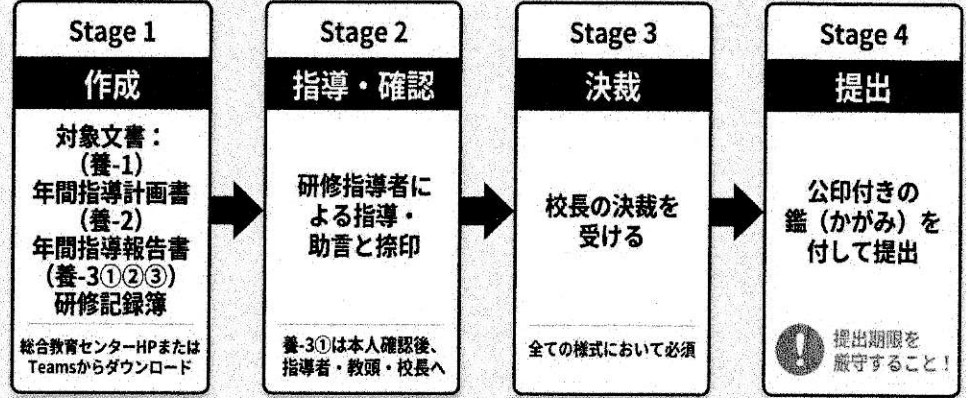 Stage 1
作成
対象文書：
（養-1）
年間指導計画書
（養-2）
年間指導報告書
（養-3①②③）
研修記録簿
総合教育センターHPまたは
Teamsからダウンロード
Stage 2
指導・確認
研修指導者に
よる指導・
助言と捺印
養-3①は本人確認後、
指導者・教頭・校長へ
Stage 3
決裁
校長の決裁を
受ける
全ての様式において必須
Stage 4
提出
公印付きの
鑑（かがみ）を
付して提出
!
提出期限を
厳守すること！